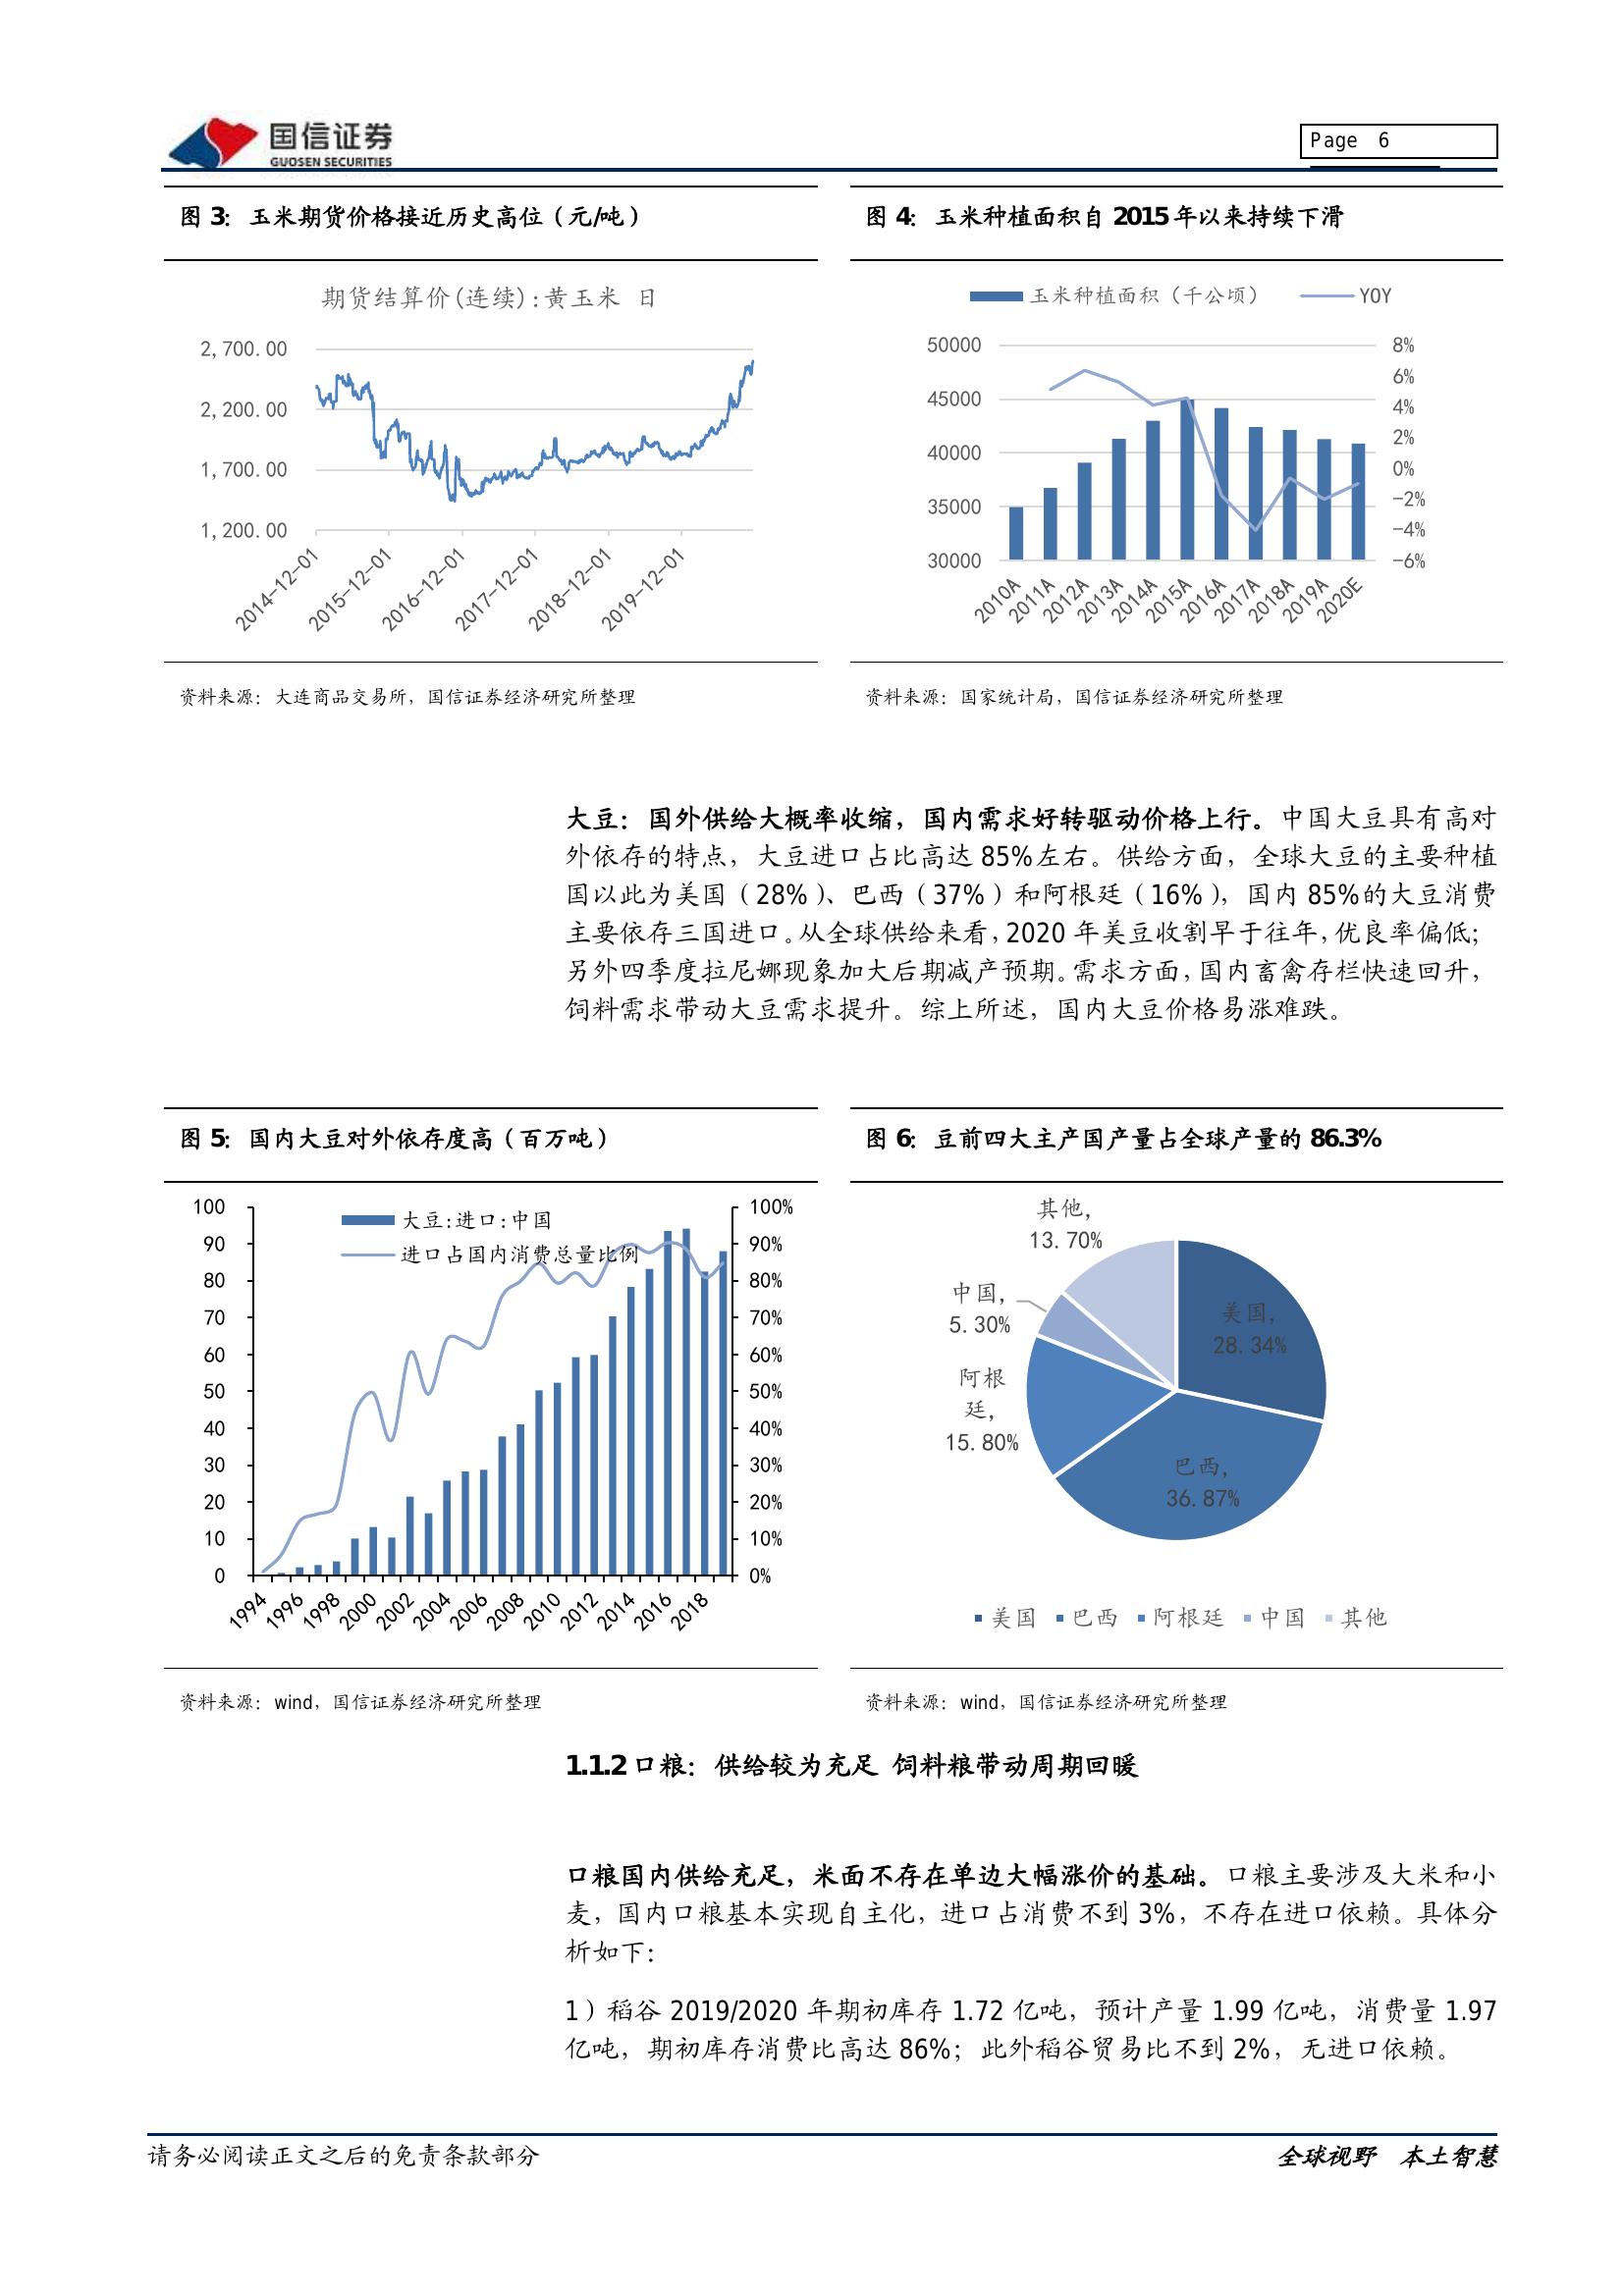 国信证券
GUOSEN SECURITIES
Page 6
图 3：玉米期货价格接近历史高位（元/吨）
期货结算价(连续):黄玉米 日
2,700.00
2,200.00
1,700.00
1,200.00
2014-12-01
2015-12-01
2016-12-01
2017-12-01
2018-12-01
2019-12-01
资料来源：大连商品交易所，国信证券经济研究所整理
图 4：玉米种植面积自 2015 年以来持续下滑
玉米种植面积（千公顷） YOY
50000
45000
40000
35000
30000
8%
6%
4%
2%
0%
-2%
-4%
-6%
2010A
2011A
2012A
2013A
2014A
2015A
2016A
2017A
2018A
2019A
2020E
资料来源：国家统计局，国信证券经济研究所整理
大豆：国外供给大概率收缩，国内需求好转驱动价格上行。中国大豆具有高对
外依存的特点，大豆进口占比高达 85%左右。供给方面，全球大豆的主要种植
国以此为美国（28%）、巴西（37%）和阿根廷（16%），国内 85%的大豆消费
主要依存三国进口。从全球供给来看，2020 年美豆收割早于往年，优良率偏低；
另外四季度拉尼娜现象加大后期减产预期。需求方面，国内畜禽存栏快速回升，
饲料需求带动大豆需求提升。综上所述，国内大豆价格易涨难跌。
图 5：国内大豆对外依存度高（百万吨）
大豆:进口:中国
进口占国内消费总量比例
100
90
80
70
60
50
40
30
20
10
0
100%
90%
80%
70%
60%
50%
40%
30%
20%
10%
0%
1994
1996
1998
2000
2002
2004
2006
2008
2010
2012
2014
2016
2018
资料来源：wind，国信证券经济研究所整理
图 6：豆前四大主产国产量占全球产量的 86.3%
其他,
13.70%
中国,
5.30%
阿根
廷,
15.80%
美国,
28.34%
巴西,
36.87%
美国 巴西 阿根廷 中国 其他
资料来源：wind，国信证券经济研究所整理
1.1.2 口粮：供给较为充足 饲料粮带动周期回暖
口粮国内供给充足，米面不存在单边大幅涨价的基础。口粮主要涉及大米和小
麦，国内口粮基本实现自主化，进口占消费不到 3%，不存在进口依赖。具体分
析如下：
1）稻谷 2019/2020 年期初库存 1.72 亿吨，预计产量 1.99 亿吨，消费量 1.97
亿吨，期初库存消费比高达 86%；此外稻谷贸易比不到 2%，无进口依赖。
请务必阅读正文之后的免责条款部分
全球视野 本土智慧